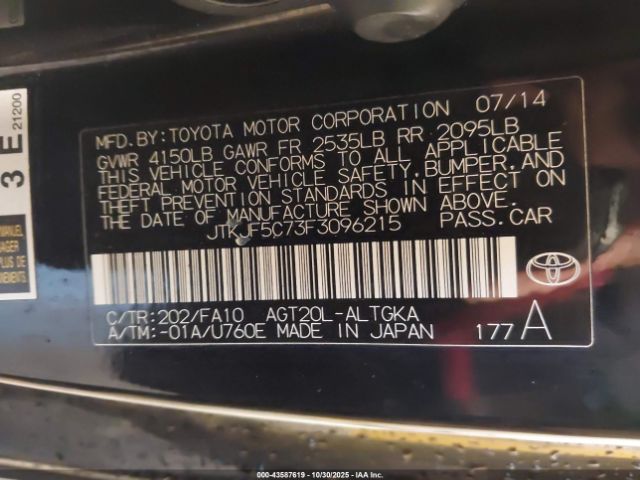 MFD. BY: TOYOTA MOTOR CORPORATION 07/14
GVWR 4150LB GAWR FR 2535LB RR 2095LB
THIS VEHICLE CONFORMS TO ALL APPLICABLE
FEDERAL MOTOR VEHICLE SAFETY, BUMPER, AND
THEFT PREVENTION STANDARDS IN EFFECT ON
THE DATE OF MANUFACTURE SHOWN ABOVE.
JTKJF5C73F3096215 PASS. CAR
C/TR: 202/FA10 AGT20L-ALTGKA
A/TM: -01A/U760E MADE IN JAPAN 177 A
3 E
21200
000-43587619 - 10/30/2025 - IAA Inc.